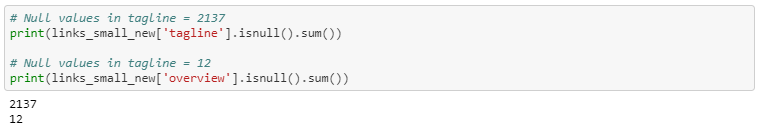 # Null values in tagline = 2137
print(links_small_new['tagline'].isnull().sum())
# Null values in tagline = 12
print(links_small_new['overview'].isnull().sum())
2137
12